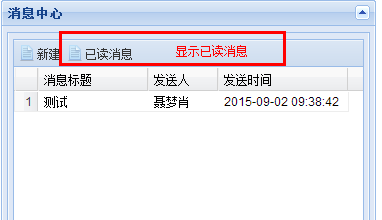 消息中心
新建 已读消息 显示已读消息
消息标题 发送人 发送时间
1 测试 聂梦肖 2015-09-02 09:38:42